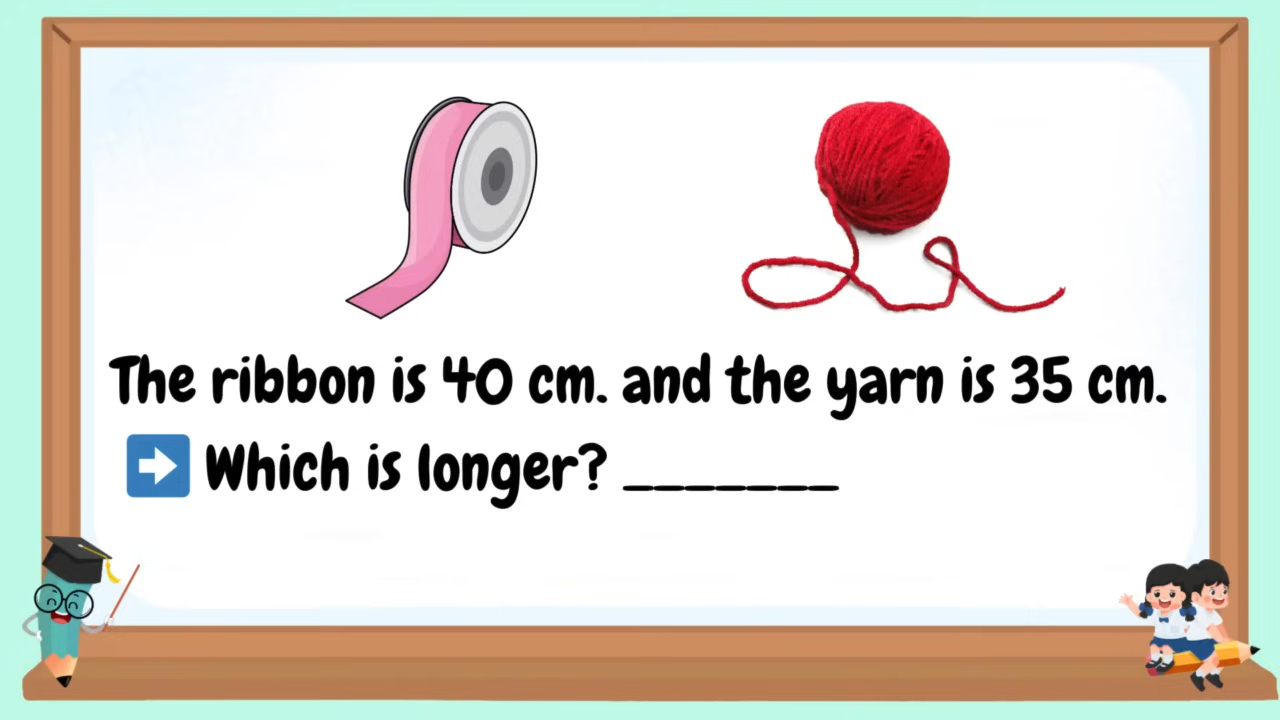 The ribbon is 40 cm. and the yarn is 35 cm.
➡ Which is longer? _______